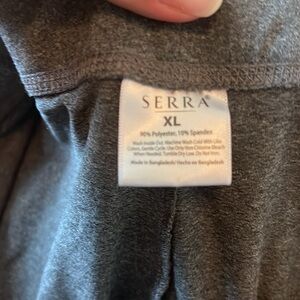 SERRA
XL
90% Polyester, 10% Spandex
Wash Inside Out. Machine Wash Cold With Like
Colors, Gentle Cycle. Use Only Non-Chlorine Bleach
When Needed. Tumble Dry Low. Do Not Iron.
Made in Bangladesh/ Hecho en Bangladesh